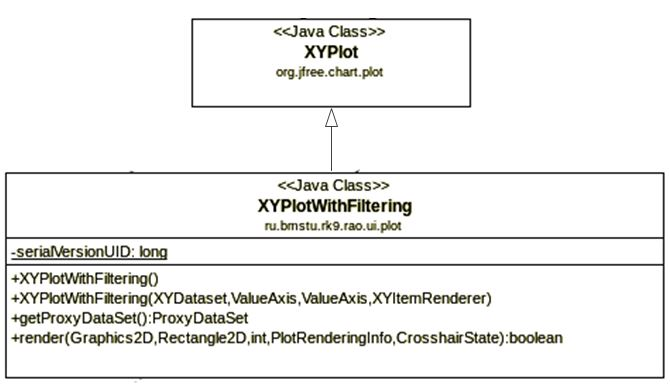 <<Java Class>>
XYPlot
org.jfree.chart.plot
<<Java Class>>
XYPlotWithFiltering
ru.bmstu.rk9.rao.ui.plot
-serialVersionUID: long
+XYPlotWithFiltering()
+XYPlotWithFiltering(XYDataset,ValueAxis,ValueAxis,XYItemRenderer)
+getProxyDataSet():ProxyDataSet
+render(Graphics2D,Rectangle2D,int,PlotRenderingInfo,CrosshairState):boolean